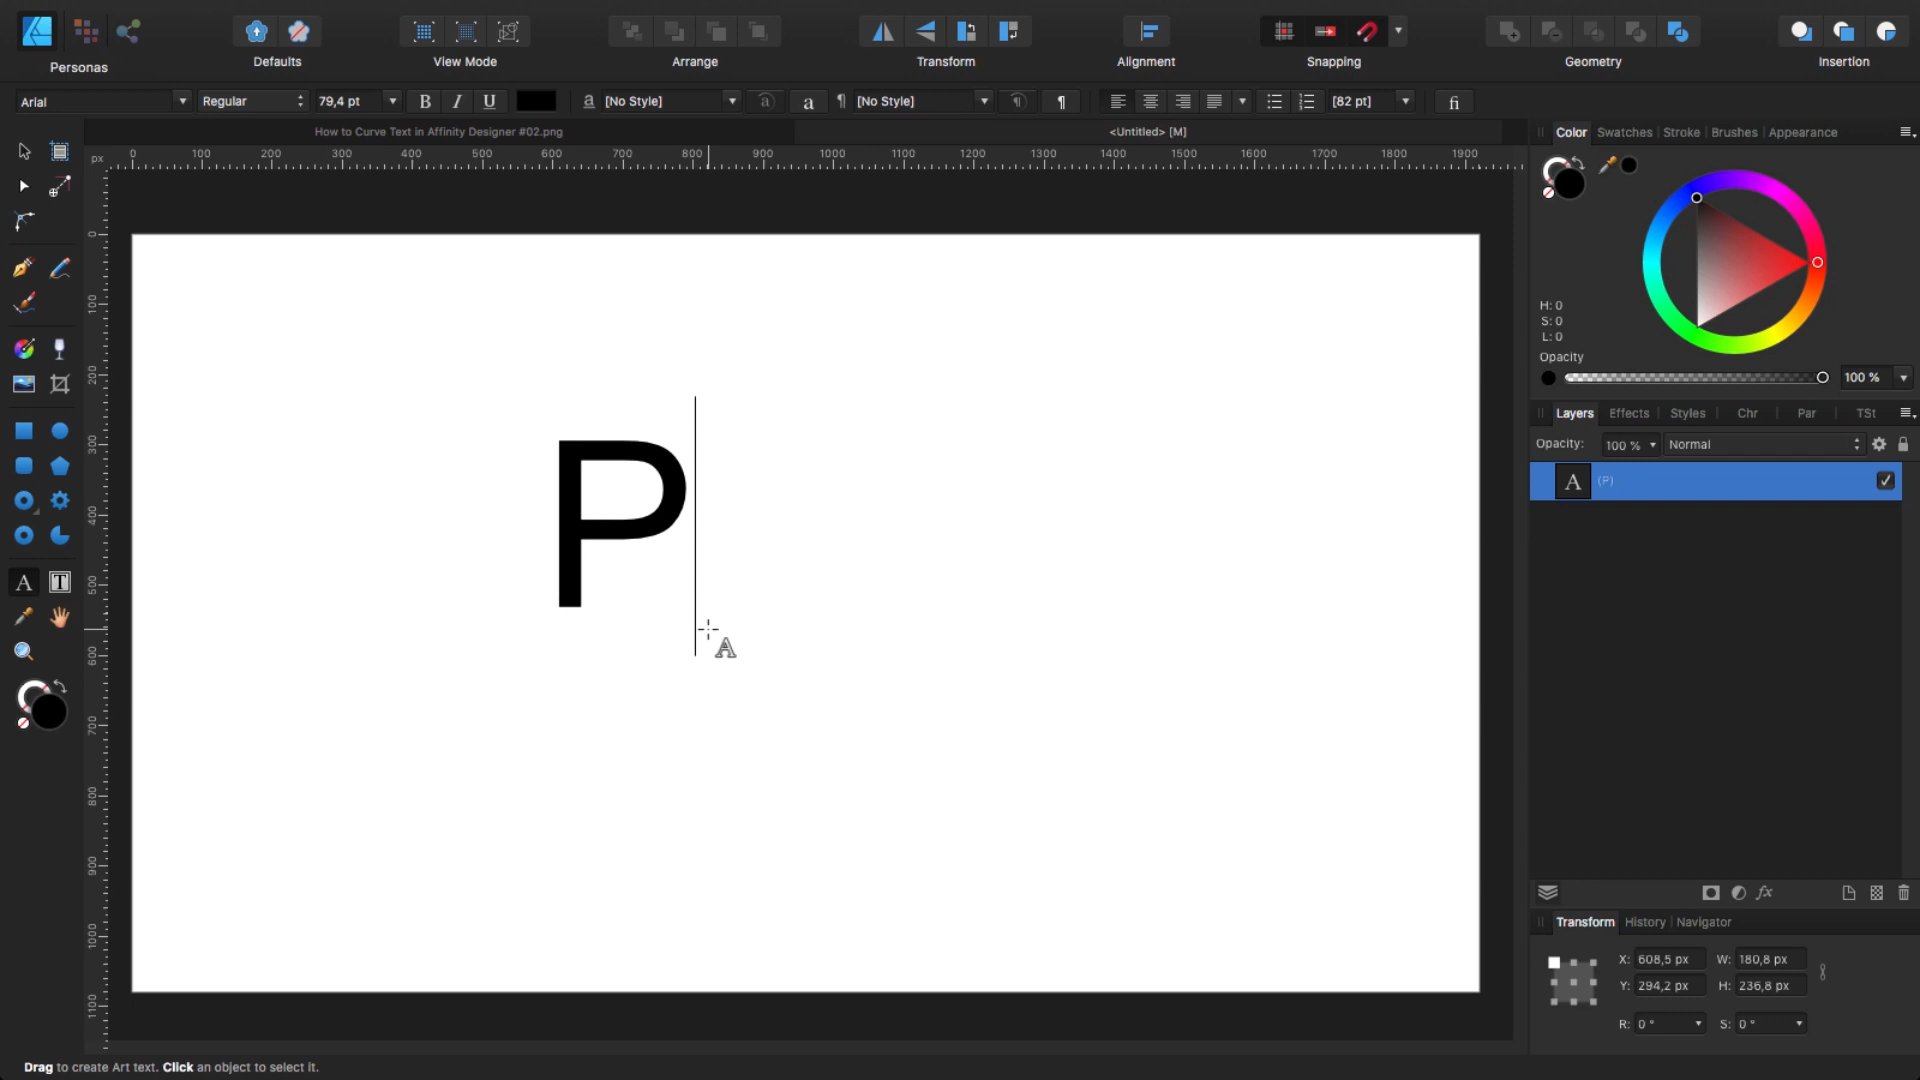 Personas
Defaults
View Mode
Arrange
Transform
Alignment
Snapping
Geometry
Insertion
Arial
Regular
79,4 pt
B I U
a [No Style] a a
¶ [No Style] ¶ ¶
[82 pt]
fi
How to Curve Text in Affinity Designer #02.png
<Untitled> [M]
px
0 100 200 300 400 500 600 700 800 900 1000 1100 1200 1300 1400 1500 1600 1700 1800 1900
0
100
200
300
400
500
600
700
800
900
1000
1100
P
A
A T
Color Swatches Stroke Brushes Appearance
H: 0
S: 0
L: 0
Opacity
100 %
Layers Effects Styles Chr Par TSt
Opacity: 100 % Normal
A (P)
fx
Transform History Navigator
X: 608,5 px W: 180,8 px
Y: 294,2 px H: 236,8 px
R: 0 ° S: 0 °
Drag to create Art text. Click an object to select it.